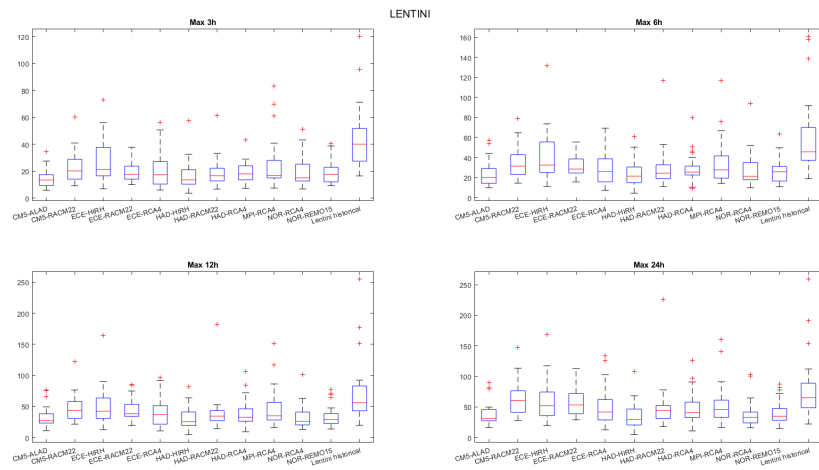 LENTINI
Max 3h
120
100
80
60
40
20
0
CM5-ALAD
CM5-RACM22
ECE-HIRH
ECE-RACM22
ECE-RCA4
HAD-HIRH
HAD-RACM22
HAD-RCA4
MPI-RCA4
NOR-RCA4
NOR-REMO15
Lentini historical
Max 6h
160
140
120
100
80
60
40
20
0
CM5-ALAD
CM5-RACM22
ECE-HIRH
ECE-RACM22
ECE-RCA4
HAD-HIRH
HAD-RACM22
HAD-RCA4
MPI-RCA4
NOR-RCA4
NOR-REMO15
Lentini historical
Max 12h
250
200
150
100
50
0
CM5-ALAD
CM5-RACM22
ECE-HIRH
ECE-RACM22
ECE-RCA4
HAD-HIRH
HAD-RACM22
HAD-RCA4
MPI-RCA4
NOR-RCA4
NOR-REMO15
Lentini historical
Max 24h
250
200
150
100
50
0
CM5-ALAD
CM5-RACM22
ECE-HIRH
ECE-RACM22
ECE-RCA4
HAD-HIRH
HAD-RACM22
HAD-RCA4
MPI-RCA4
NOR-RCA4
NOR-REMO15
Lentini historical